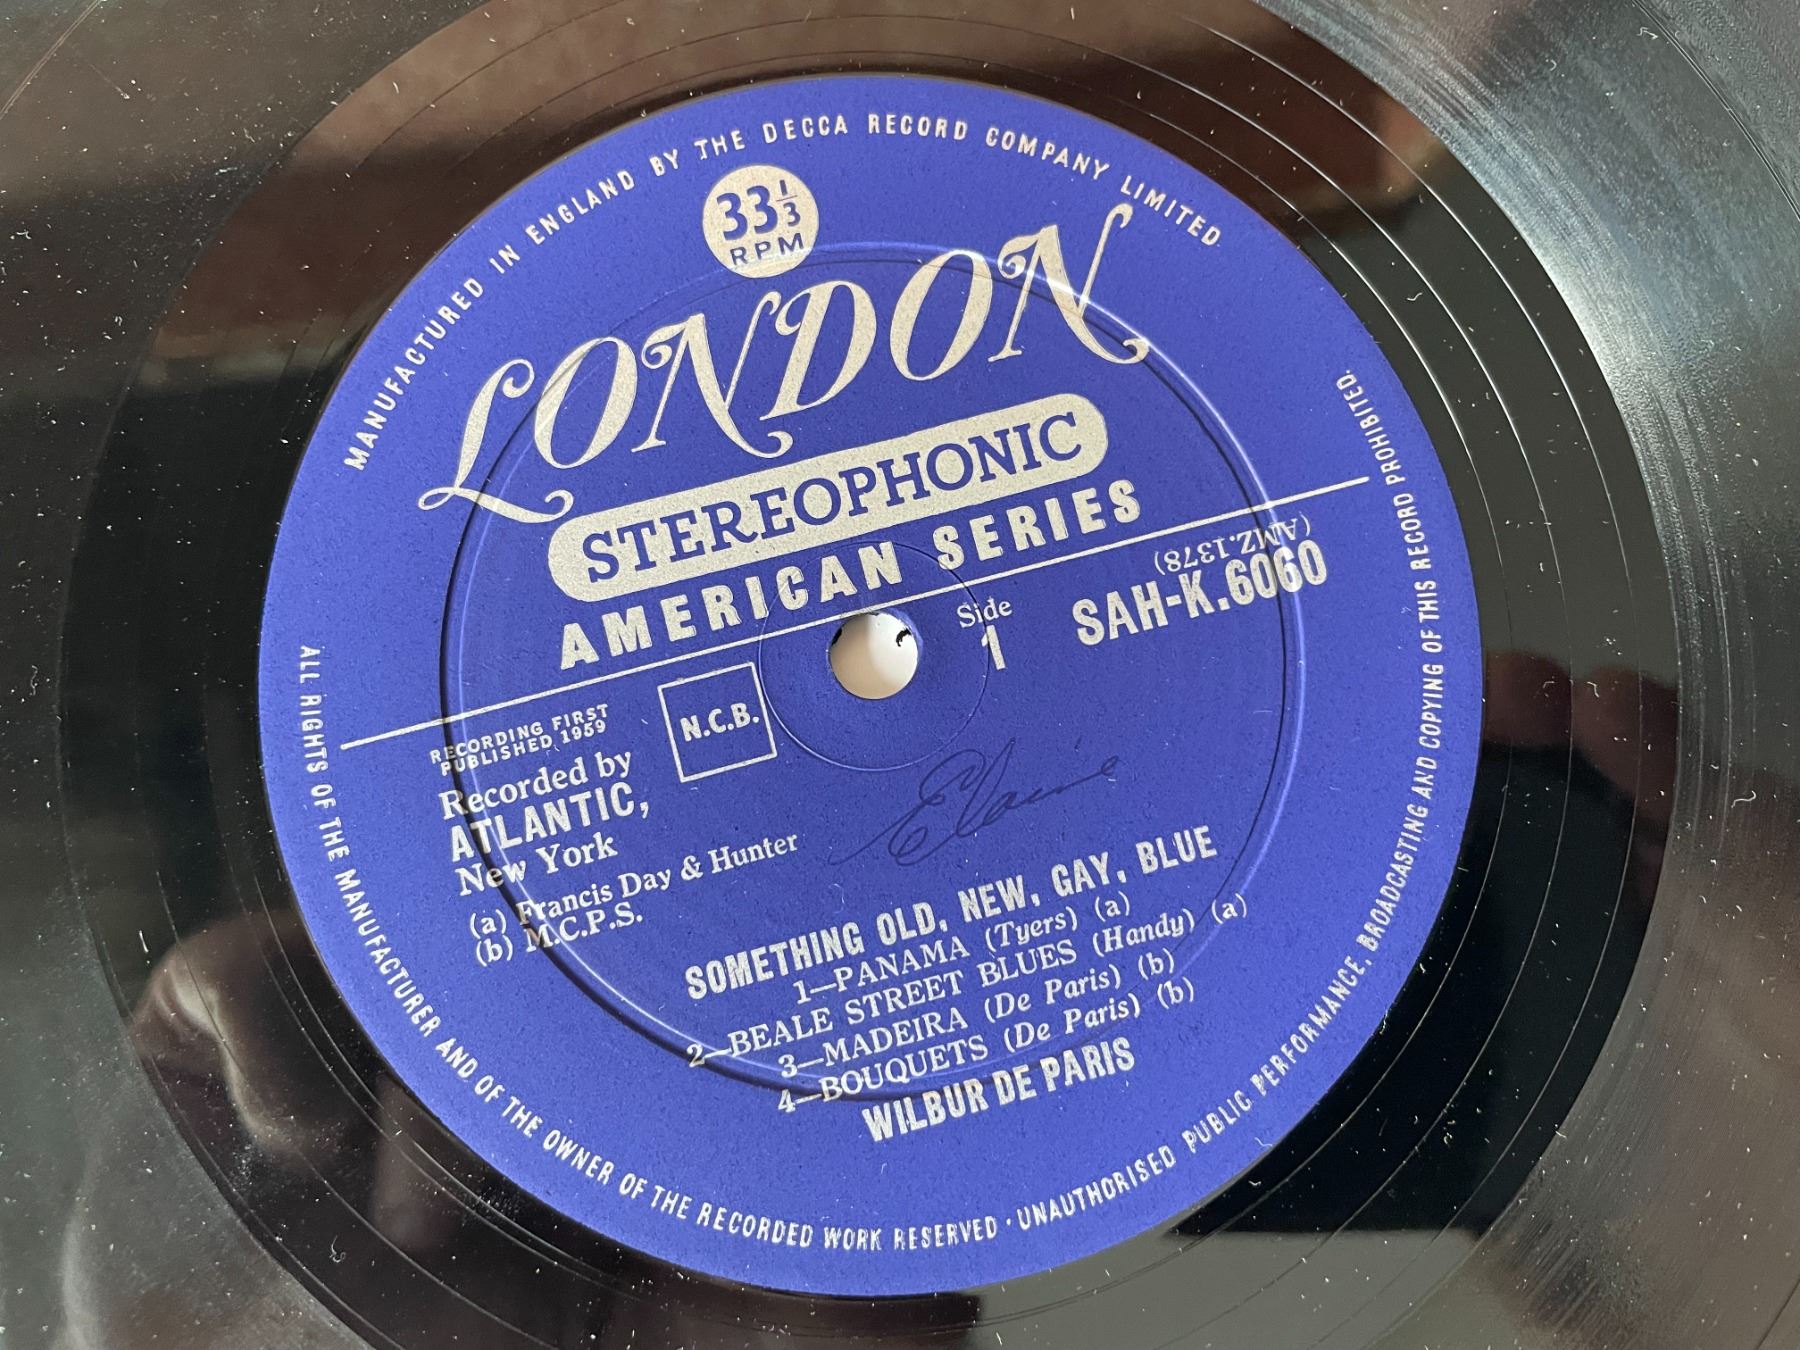 MANUFACTURED IN ENGLAND BY THE DECCA RECORD COMPANY LIMITED
33 1/3
RPM
LONDON
STEREOPHONIC
AMERICAN SERIES
Side
1
(AMZ.1378)
SAH-K.6060
N.C.B.
RECORDING FIRST
PUBLISHED 1959
Recorded by
ATLANTIC,
New York
(a) Francis Day & Hunter
(b) M.C.P.S.
Elaine
SOMETHING OLD, NEW, GAY, BLUE
1—PANAMA (Tyers) (a)
2—BEALE STREET BLUES (Handy) (a)
3—MADEIRA (De Paris) (b)
4—BOUQUETS (De Paris) (b)
WILBUR DE PARIS
ALL RIGHTS OF THE MANUFACTURER AND OF THE OWNER OF THE RECORDED WORK RESERVED · UNAUTHORISED PUBLIC PERFORMANCE, BROADCASTING AND COPYING OF THIS RECORD PROHIBITED.